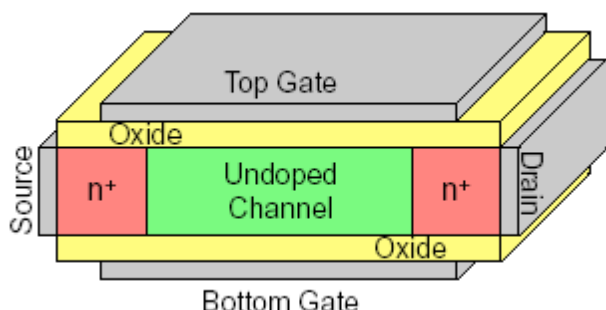 Top Gate
Oxide
Source
n+
Undoped
Channel
n+
Drain
Oxide
Bottom Gate